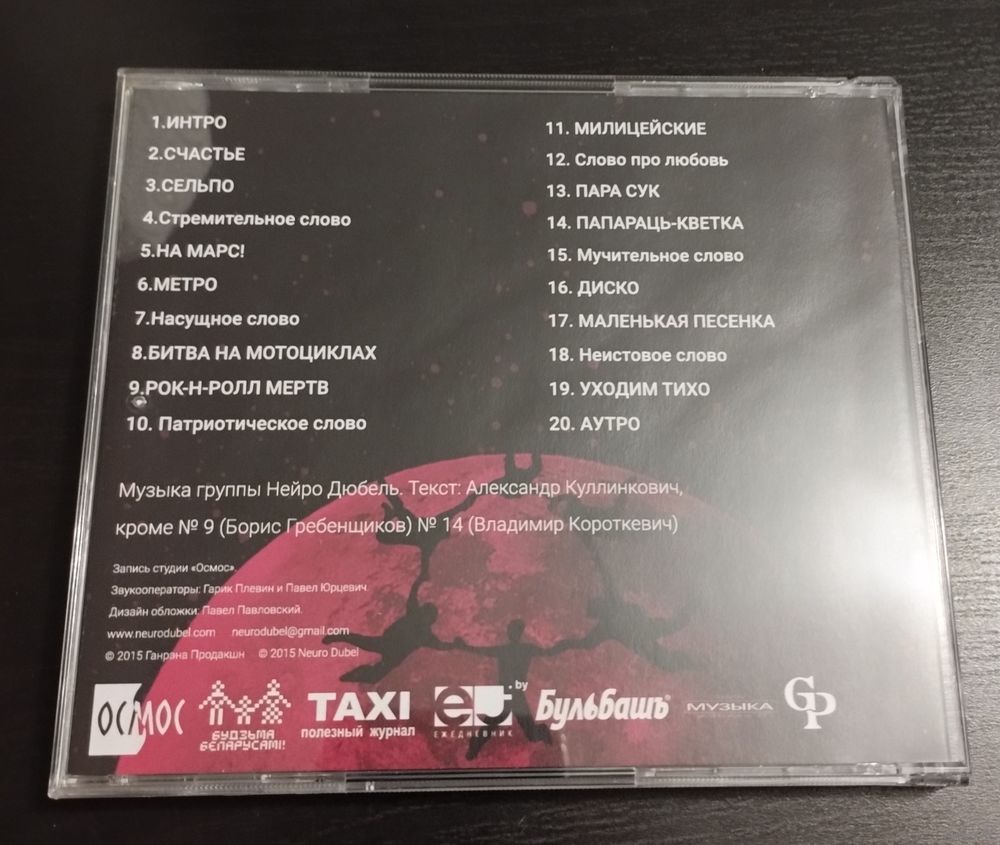 1.ИНТРО
2.СЧАСТЬЕ
3.СЕЛЬПО
4.Стремительное слово
5.НА МАРС!
6.МЕТРО
7.Насущное слово
8.БИТВА НА МОТОЦИКЛАХ
9.РОК-Н-РОЛЛ МЕРТВ
10. Патриотическое слово
11. МИЛИЦЕЙСКИЕ
12. Слово про любовь
13. ПАРА СУК
14. ПАПАРАЦЬ-КВЕТКА
15. Мучительное слово
16. ДИСКО
17. МАЛЕНЬКАЯ ПЕСЕНКА
18. Неистовое слово
19. УХОДИМ ТИХО
20. АУТРО
Музыка группы Нейро Дюбель. Текст: Александр Куллинкович,
кроме № 9 (Борис Гребенщиков) № 14 (Владимир Короткевич)
Запись студии «Осмос».
Звукооператоры: Гарик Плевин и Павел Юрцевич
Дизайн обложки: Павел Павловский.
www.neurodubel.com neurodubel@gmail.com
© 2015 Ганрэна Продакшн © 2015 Neuro Dubel
ОСМОС
БУДЗЬМА
БЕЛАРУСАМІ!
TAXI
полезный журнал
ej by
ЕЖЕДНЕВНИК
Бульбашъ®
МУЗЫКА
GP